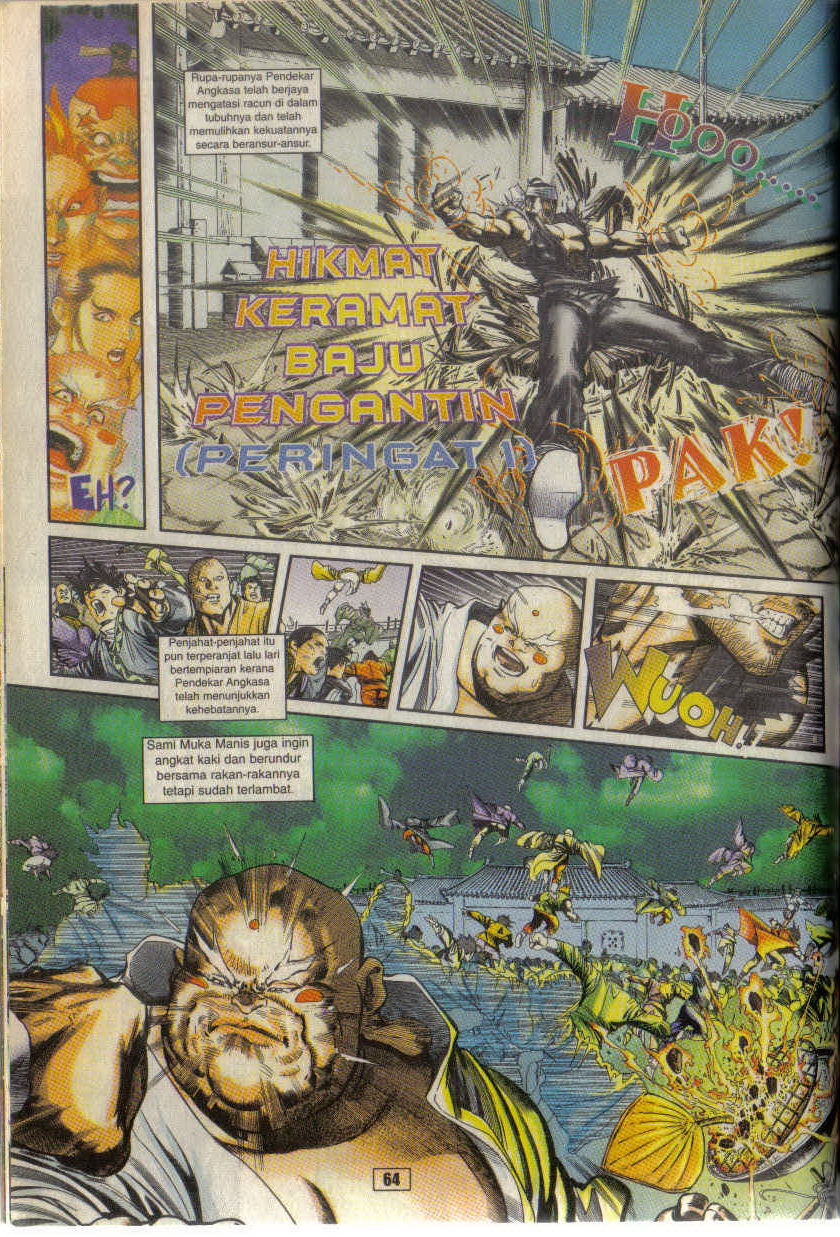 Rupa-rupanya Pendekar
Angkasa telah berjaya
mengatasi racun di dalam
tubuhnya dan telah
memulihkan kekuatannya
secara beransur-ansur.
HOOO......
HIKMAT
KERAMAT
BAJU
PENGANTIN
(PERINGAT 1)
PAK!
EH?
Penjahat-penjahat itu
pun terperanjat lalu lari
bertempiaran kerana
Pendekar Angkasa
telah menunjukkan
kehebatannya.
WUOH!
Sami Muka Manis juga ingin
angkat kaki dan berundur
bersama rakan-rakannya
tetapi sudah terlambat.
64